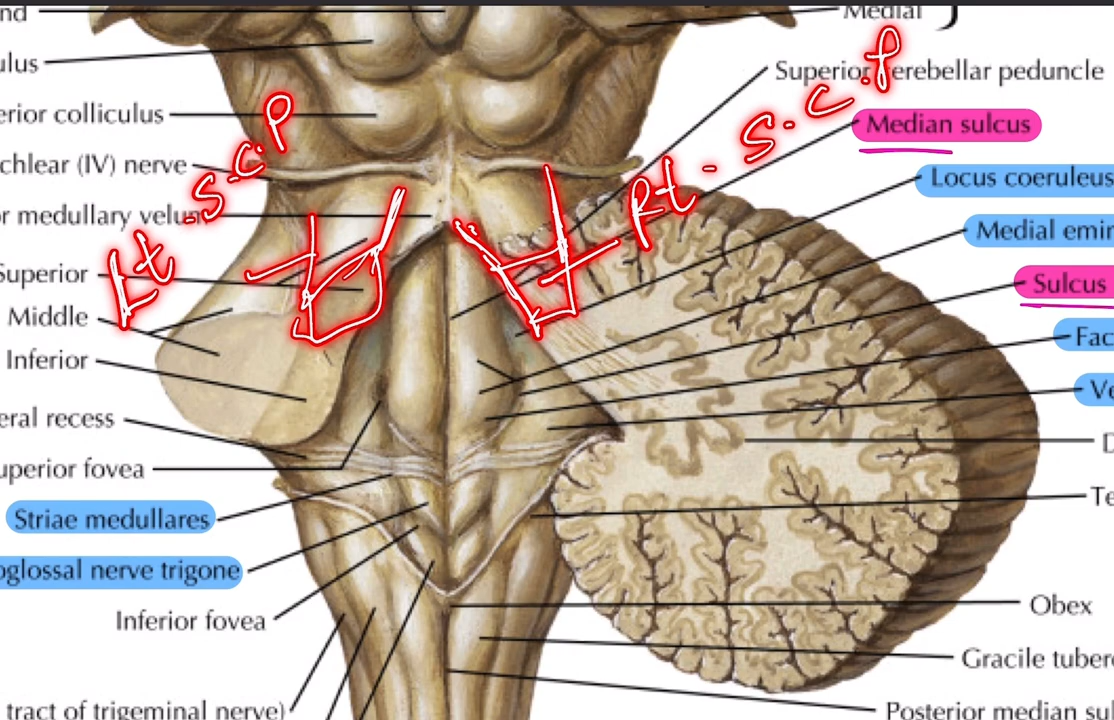 nd
Medial
ulus
Superior cerebellar peduncle
erior colliculus
Median sulcus
chlear (IV) nerve
Locus coeruleus
or medullary velum
Medial emin
Superior
Sulcus
Middle
Fac
Inferior
Ve
eral recess
D
uperior fovea
Te
Striae medullares
oglossal nerve trigone
Obex
Inferior fovea
Gracile tuber
tract of trigeminal nerve)
Posterior median sul
Lt - S.C.P
Rt - S.C.P